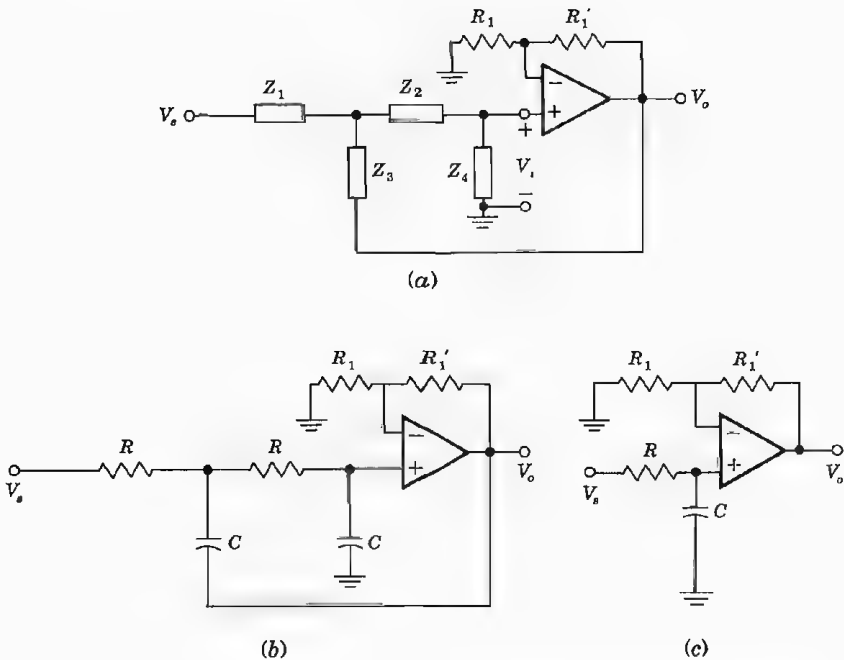 R₁ R₁′
Z₁ Z₂ −
Vₛ + + Vₒ
Z₃ Z₄ Vᵢ
−
(a)
R₁ R₁′ R₁ R₁′
R R − R −
Vₛ + Vₒ Vₛ + Vₒ
C C C
(b) (c)